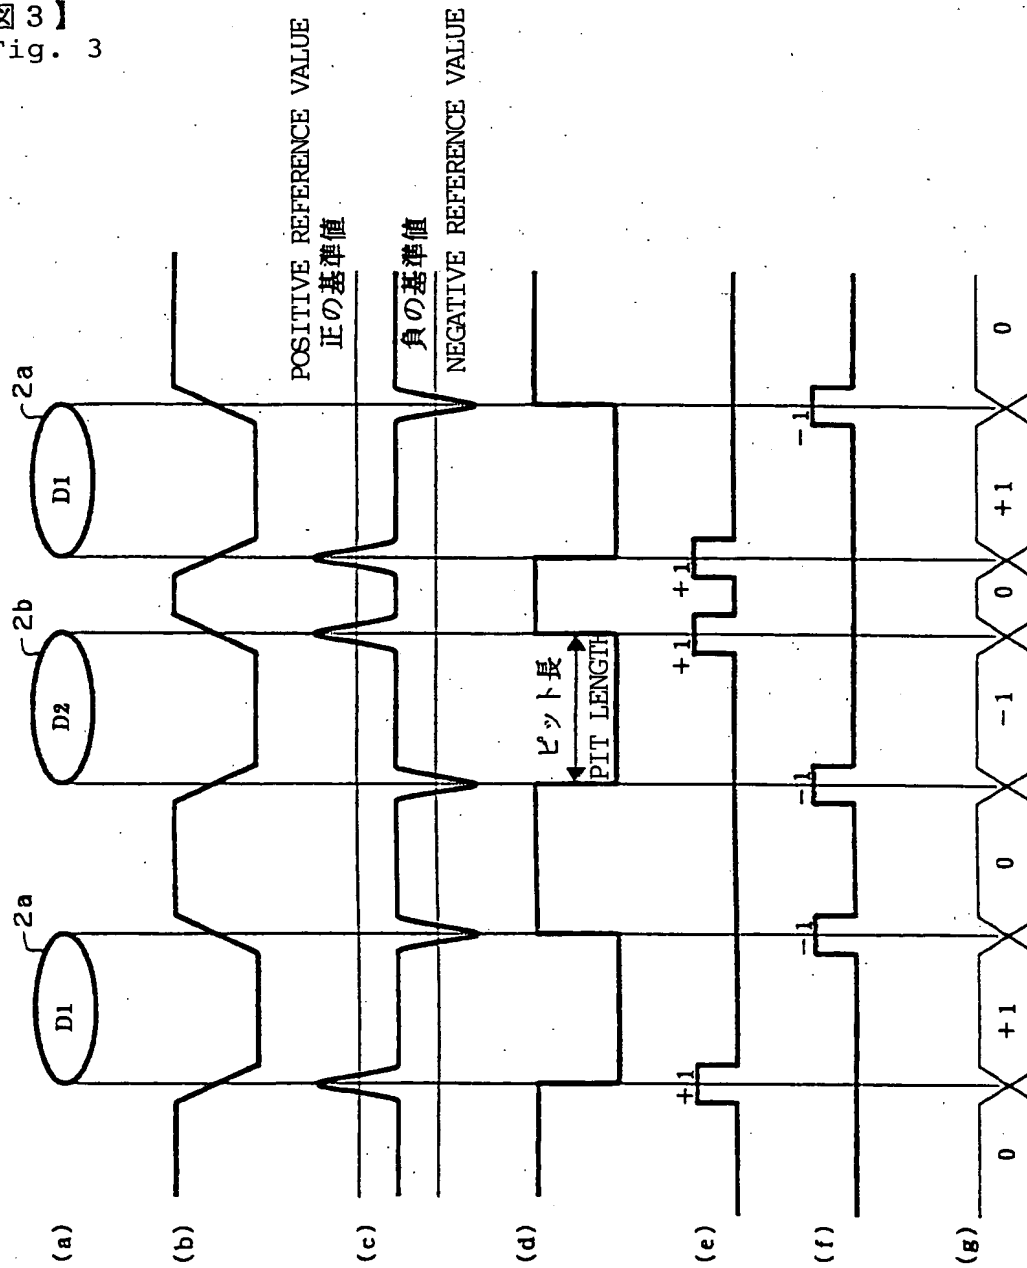 図3】
Fig. 3
(a)
D1
2a
D2
2b
D1
2a
(b)
(c)
POSITIVE REFERENCE VALUE
正の基準値
負の基準値
NEGATIVE REFERENCE VALUE
(d)
ピット長
PIT LENGTH
(e)
+1
+1
+1
(f)
-1
-1
-1
(g)
0
+1
0
-1
0
+1
0